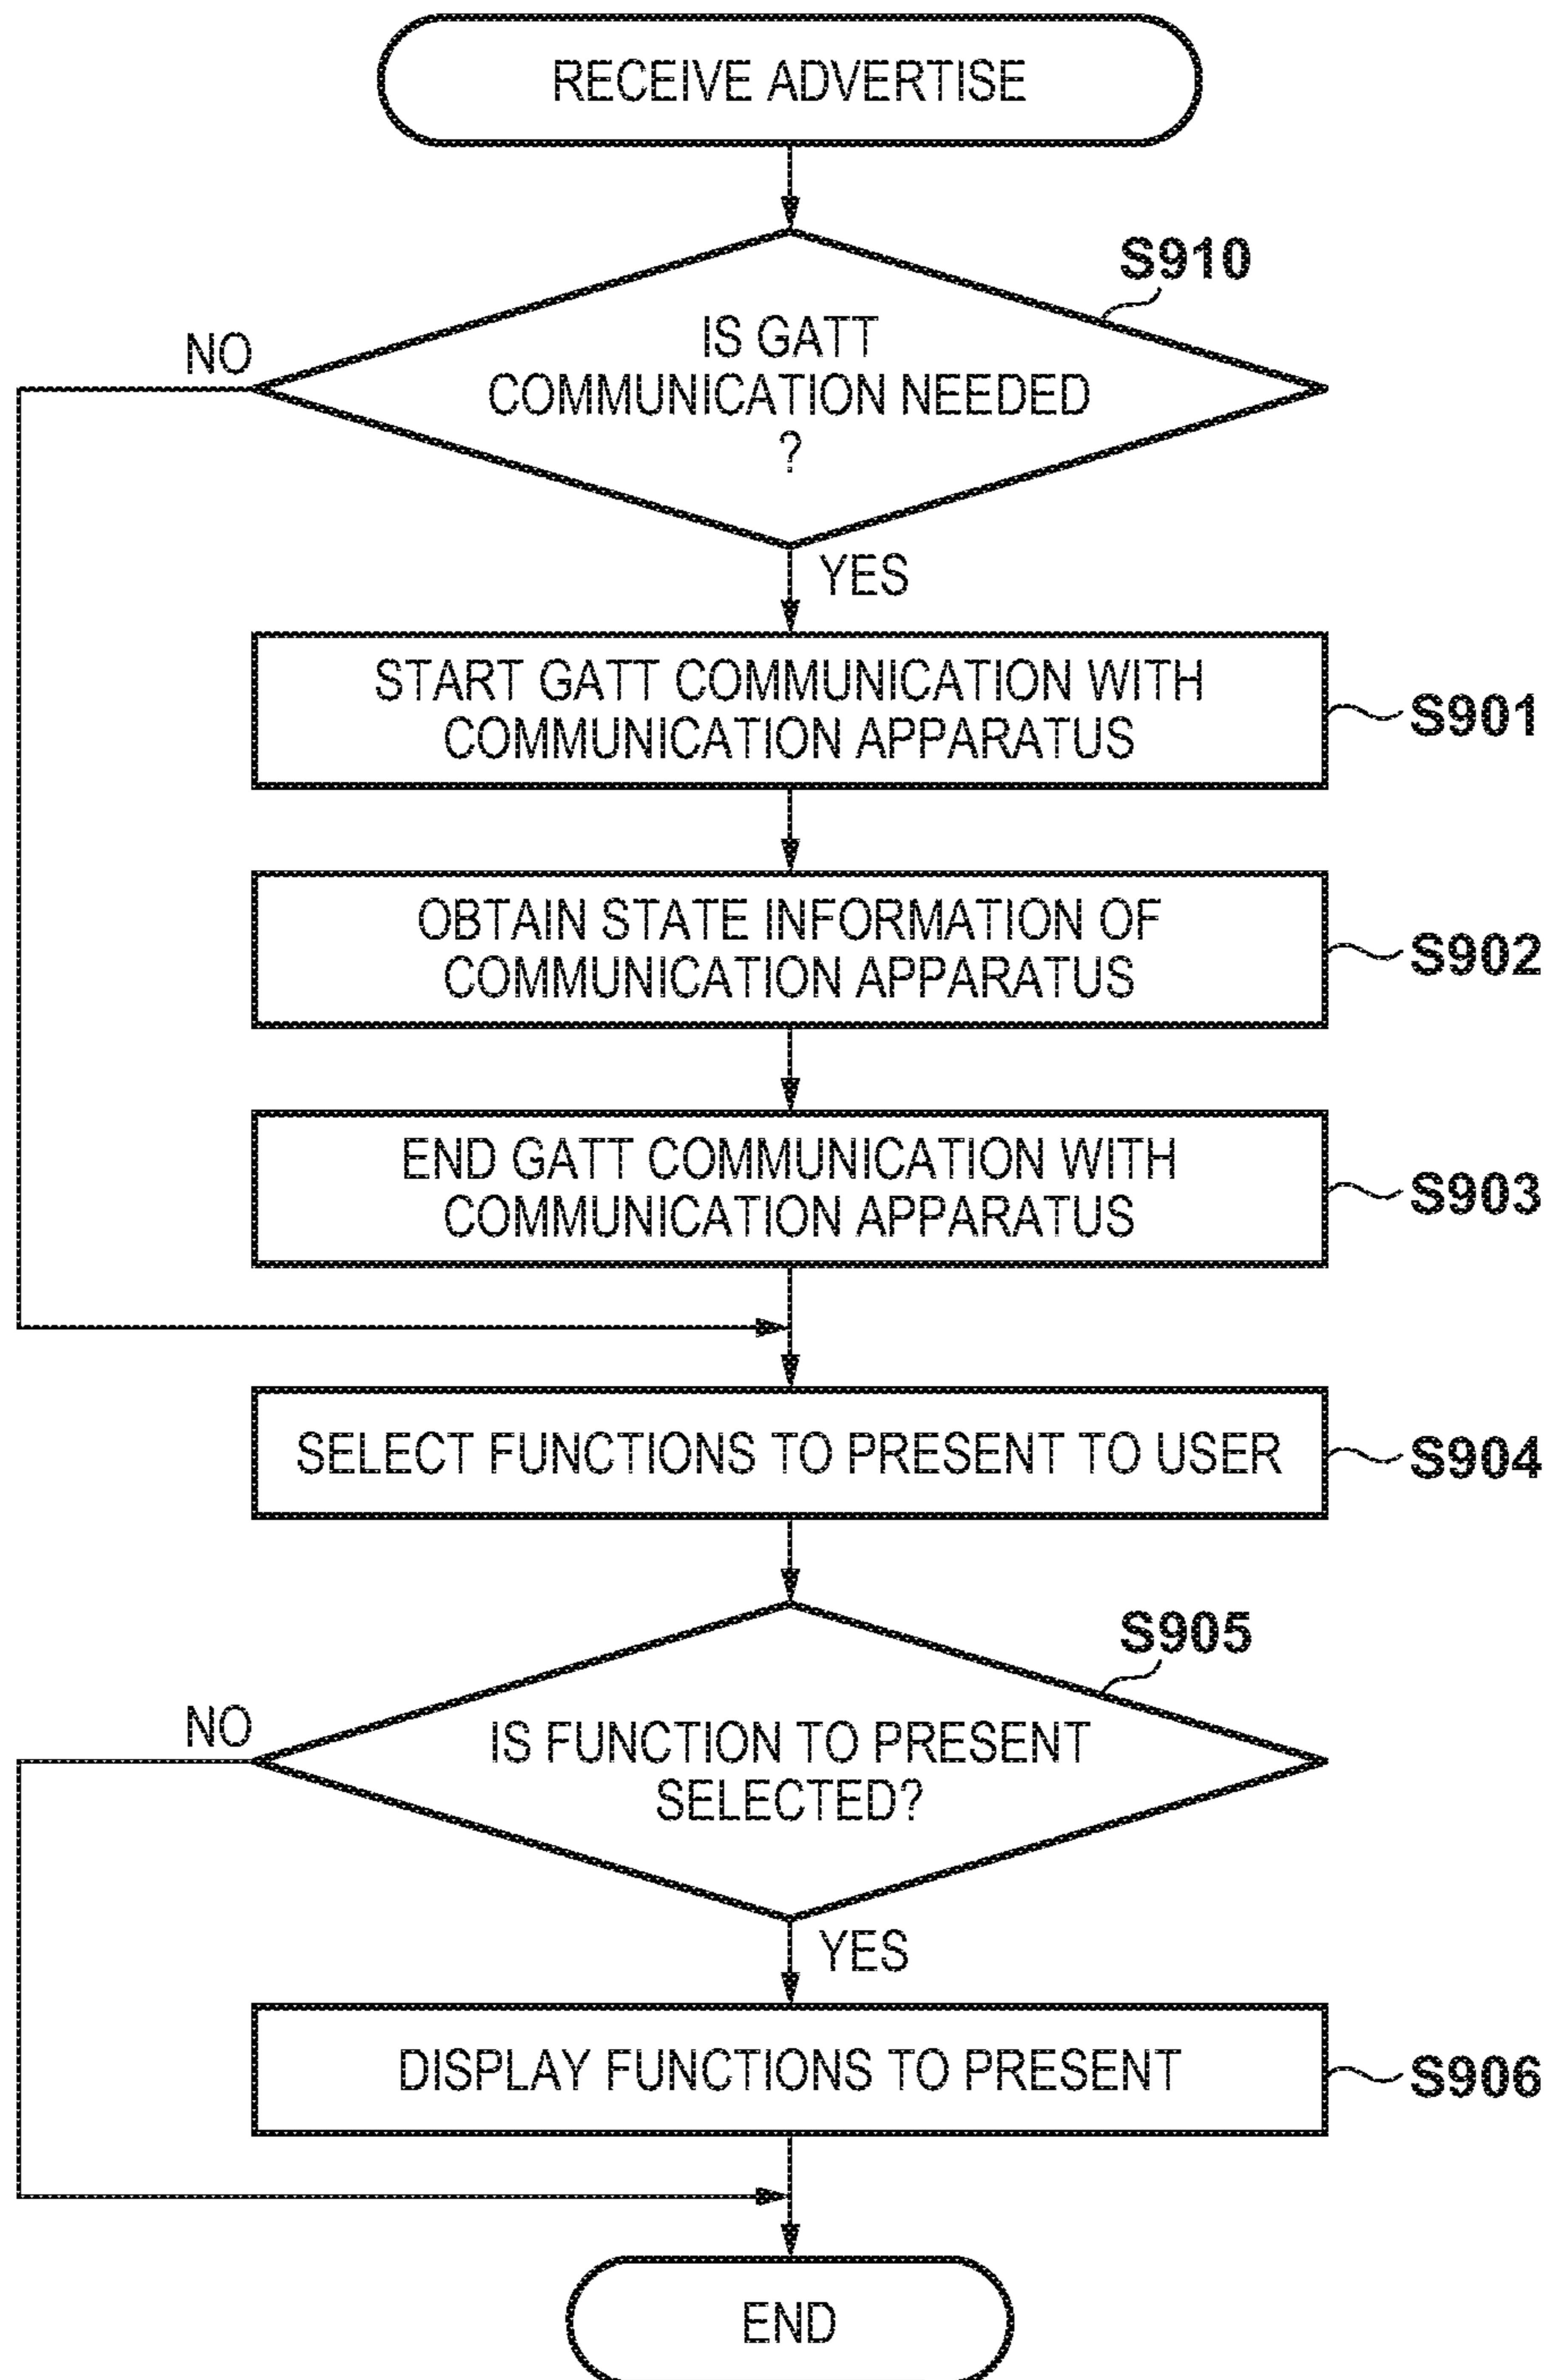 RECEIVE ADVERTISE
S910
NO
IS GATT
COMMUNICATION NEEDED
?
YES
START GATT COMMUNICATION WITH
COMMUNICATION APPARATUS
S901
OBTAIN STATE INFORMATION OF
COMMUNICATION APPARATUS
S902
END GATT COMMUNICATION WITH
COMMUNICATION APPARATUS
S903
SELECT FUNCTIONS TO PRESENT TO USER
S904
S905
NO
IS FUNCTION TO PRESENT
SELECTED?
YES
DISPLAY FUNCTIONS TO PRESENT
S906
END